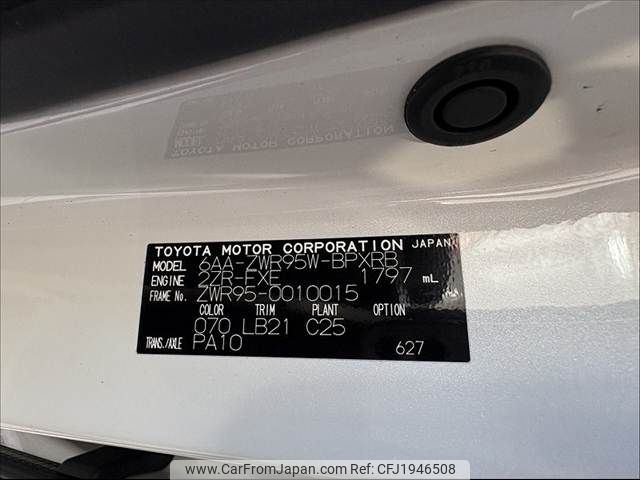 TOYOTA MOTOR CORPORATION JAPAN
MODEL 6AA-ZWR95W-BPXRB
ENGINE 2ZR-FXE 1797 mL
FRAME No. ZWR95-0010015
COLOR TRIM PLANT OPTION
070 LB21 C25
TRANS./AXLE PA10
627
www.CarFromJapan.com - CFJ1946508